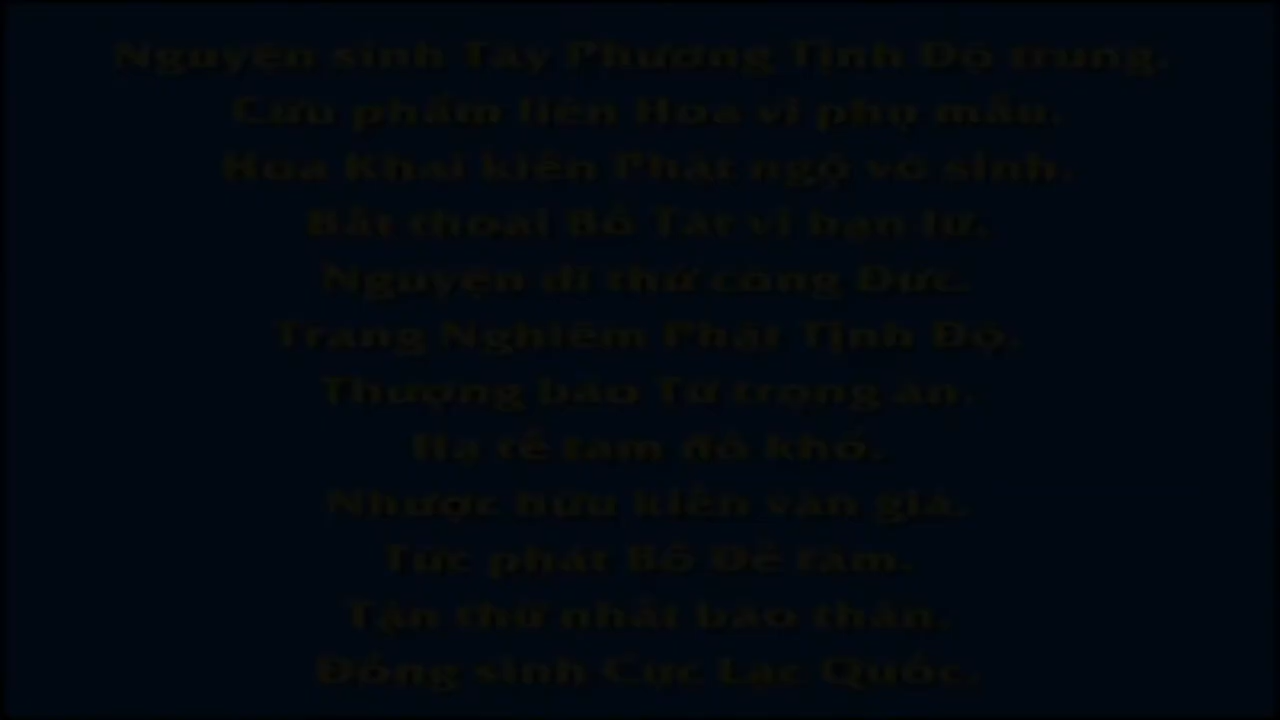 Nguyện sinh Tây Phương Tịnh Độ trung.
Cửu phẩm liên Hoa vi phụ mẫu.
Hoa Khai kiến Phật ngộ vô sinh.
Bất thoái Bồ Tát vi bạn lữ.
Nguyện dĩ thử công Đức.
Trang Nghiêm Phật Tịnh Độ.
Thượng báo Tứ trọng ân.
Hạ tế tam đồ khổ.
Nhược hữu kiến văn giả.
Tức phát Bồ Đề tâm.
Tận thử nhất báo thân.
Đồng sinh Cực Lạc Quốc.